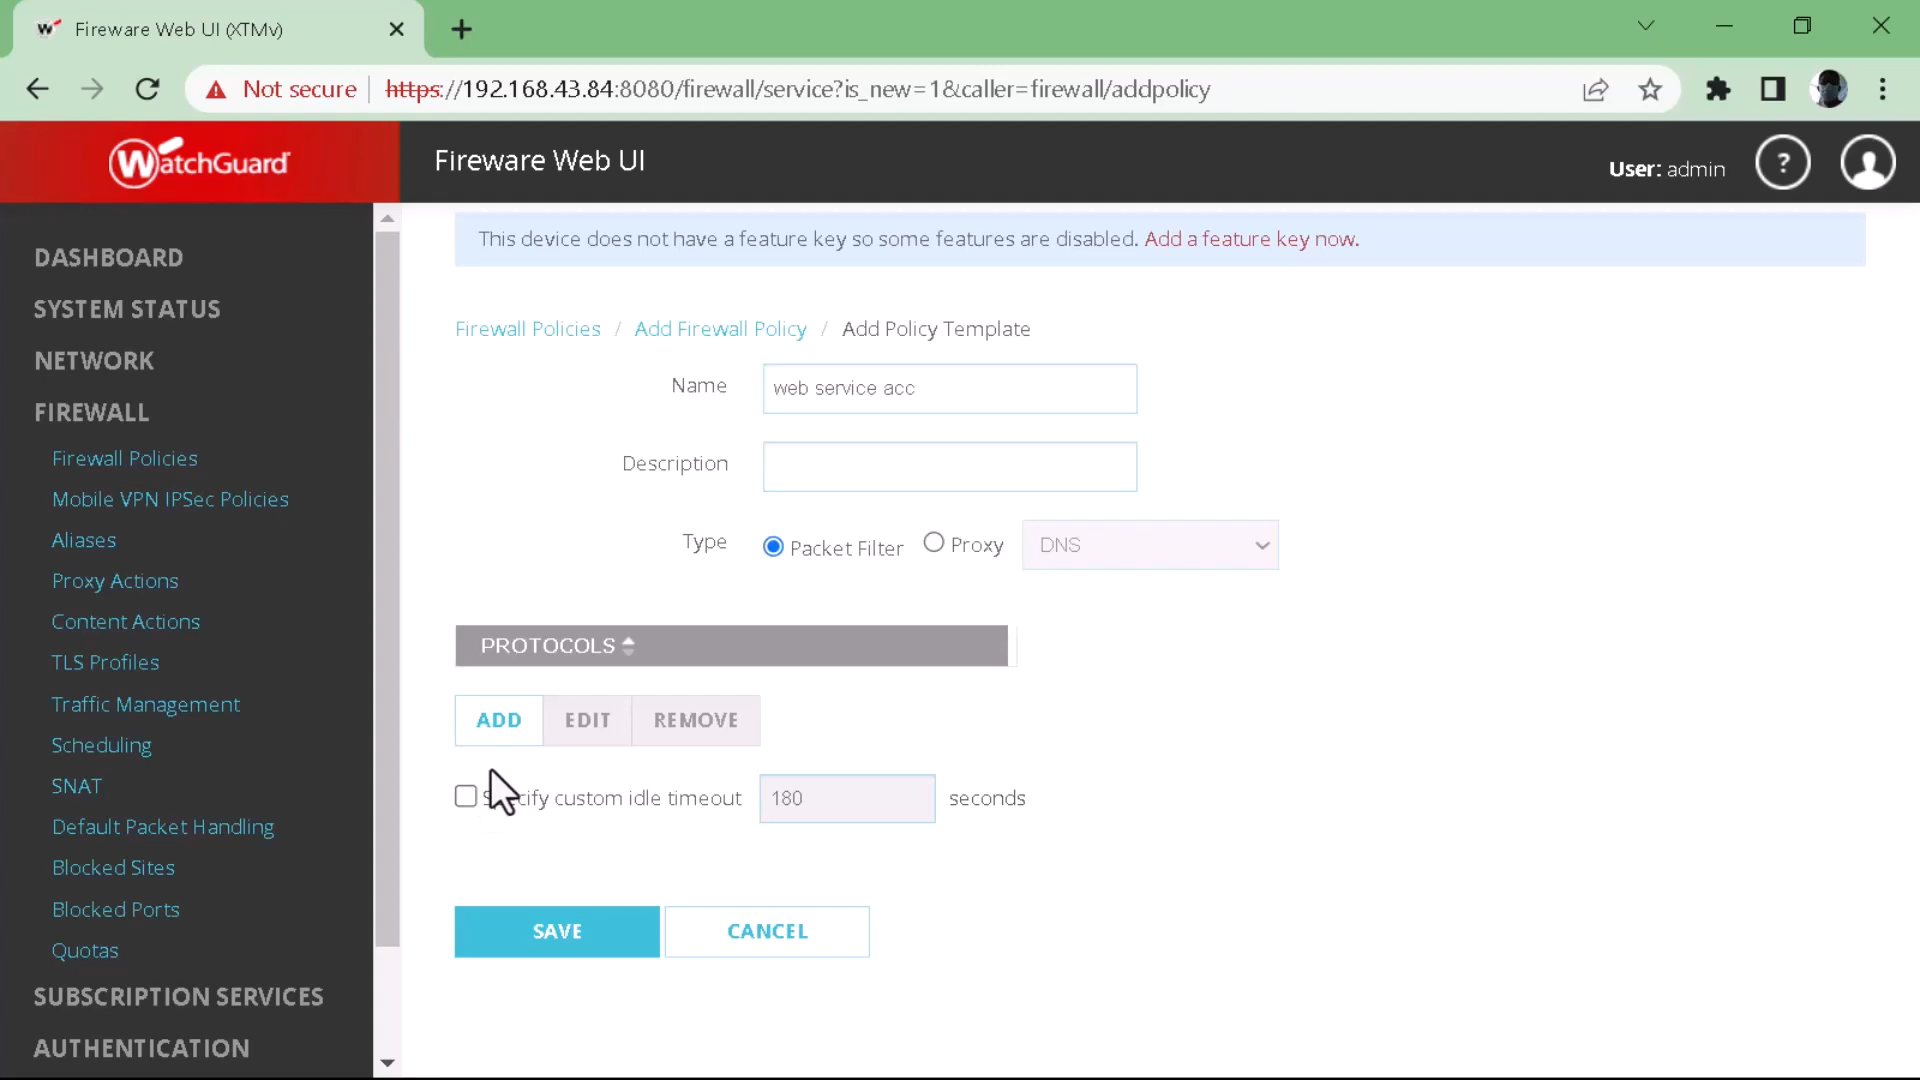 Fireware Web UI (XTMv)
Not secure
https://192.168.43.84:8080/firewall/service?is_new=1&caller=firewall/addpolicy
WatchGuard
Fireware Web UI
User: admin
?
This device does not have a feature key so some features are disabled. Add a feature key now.
DASHBOARD
SYSTEM STATUS
NETWORK
FIREWALL
Firewall Policies
Mobile VPN IPSec Policies
Aliases
Proxy Actions
Content Actions
TLS Profiles
Traffic Management
Scheduling
SNAT
Default Packet Handling
Blocked Sites
Blocked Ports
Quotas
SUBSCRIPTION SERVICES
AUTHENTICATION
Firewall Policies / Add Firewall Policy / Add Policy Template
Name web service acc
Description
Type Packet Filter Proxy DNS
PROTOCOLS
ADD EDIT REMOVE
custom idle timeout 180 seconds
SAVE CANCEL